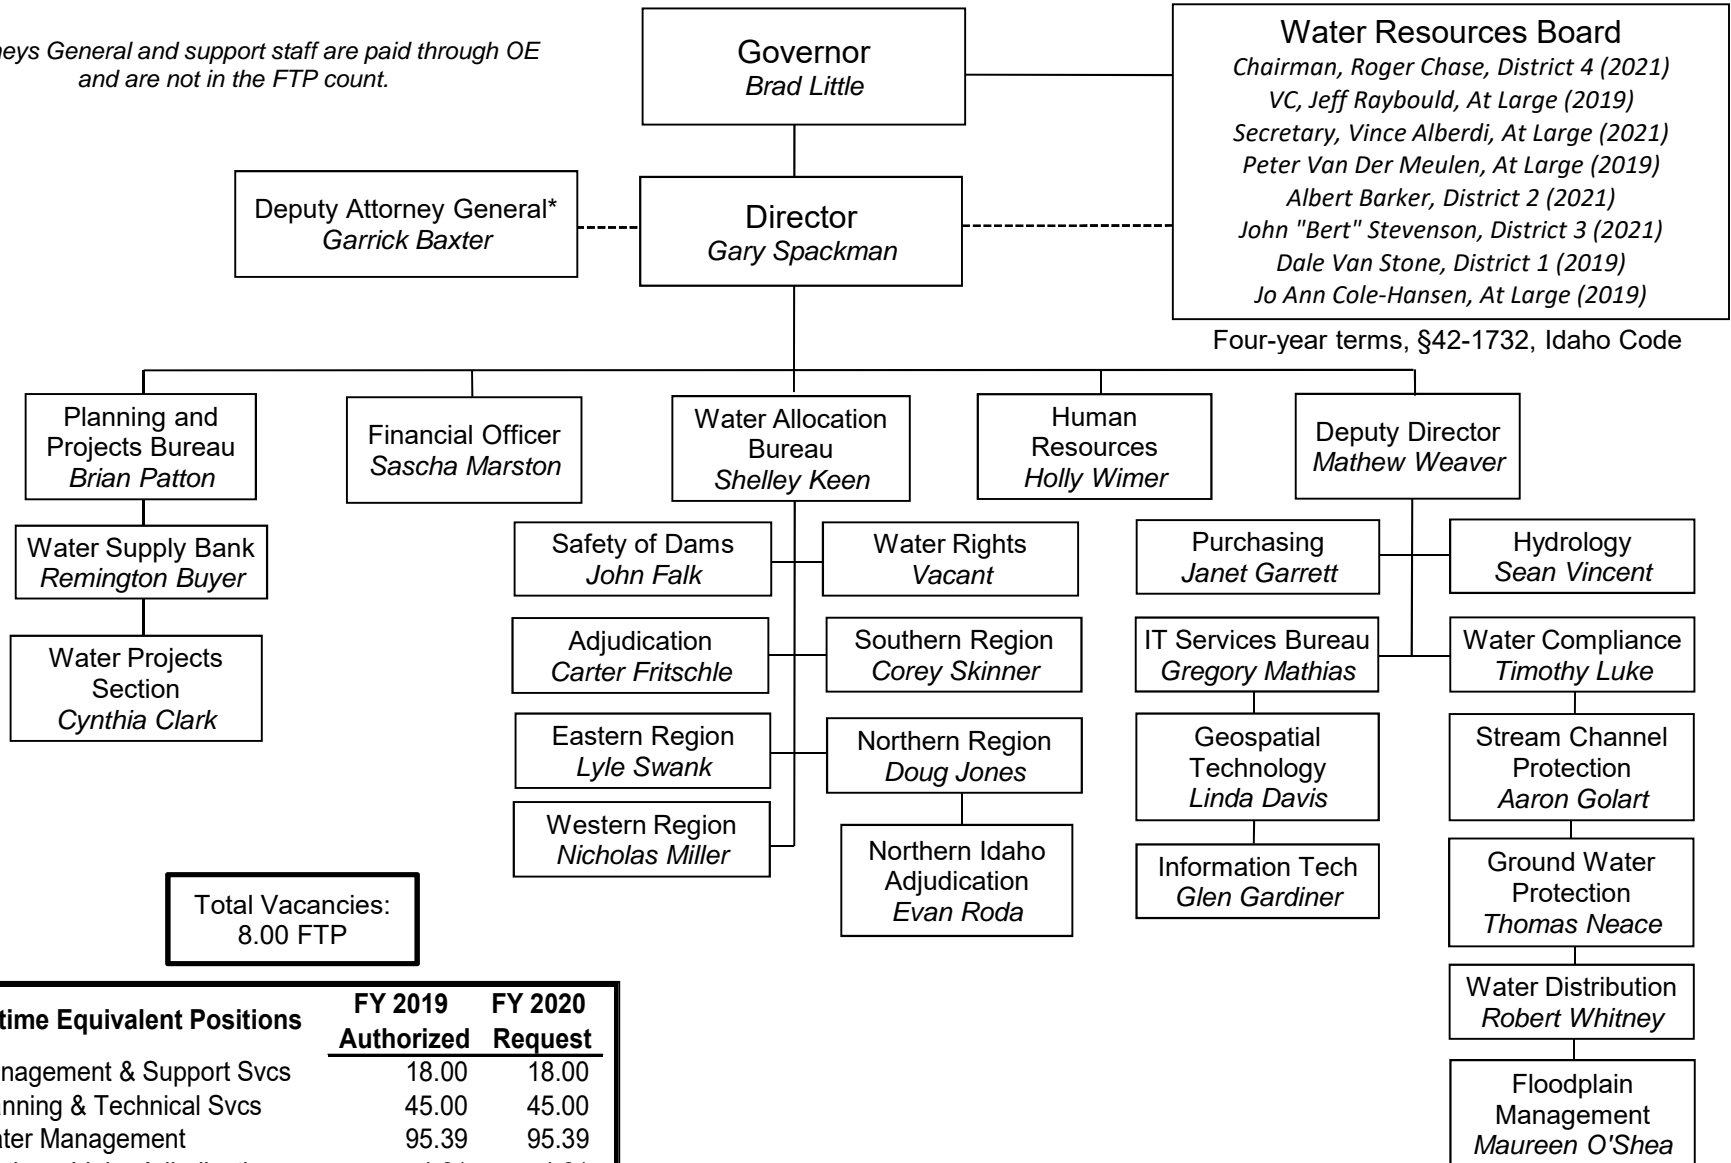 General and support staff are paid through OE
and are not in the FTP count.
Governor
Brad Little
Water Resources Board
Chairman, Roger Chase, District 4 (2021)
VC, Jeff Raybould, At Large (2019)
Secretary, Vince Alberdi, At Large (2021)
Peter Van Der Meulen, At Large (2019)
Albert Barker, District 2 (2021)
John "Bert" Stevenson, District 3 (2021)
Dale Van Stone, District 1 (2019)
Jo Ann Cole-Hansen, At Large (2019)
Four-year terms, §42-1732, Idaho Code
Deputy Attorney General*
Garrick Baxter
Director
Gary Spackman
Planning and
Projects Bureau
Brian Patton
Water Supply Bank
Remington Buyer
Water Projects
Section
Cynthia Clark
Financial Officer
Sascha Marston
Water Allocation
Bureau
Shelley Keen
Safety of Dams
John Falk
Water Rights
Vacant
Adjudication
Carter Fritschle
Southern Region
Corey Skinner
Eastern Region
Lyle Swank
Northern Region
Doug Jones
Western Region
Nicholas Miller
Northern Idaho
Adjudication
Evan Roda
Human
Resources
Holly Wimer
Deputy Director
Mathew Weaver
Purchasing
Janet Garrett
Hydrology
Sean Vincent
IT Services Bureau
Gregory Mathias
Water Compliance
Timothy Luke
Geospatial
Technology
Linda Davis
Stream Channel
Protection
Aaron Golart
Information Tech
Glen Gardiner
Ground Water
Protection
Thomas Neace
Water Distribution
Robert Whitney
Floodplain
Management
Maureen O'Shea
Total Vacancies:
8.00 FTP
time Equivalent Positions FY 2019 FY 2020
Authorized Request
nagement & Support Svcs 18.00 18.00
nning & Technical Svcs 45.00 45.00
ter Management 95.39 95.39